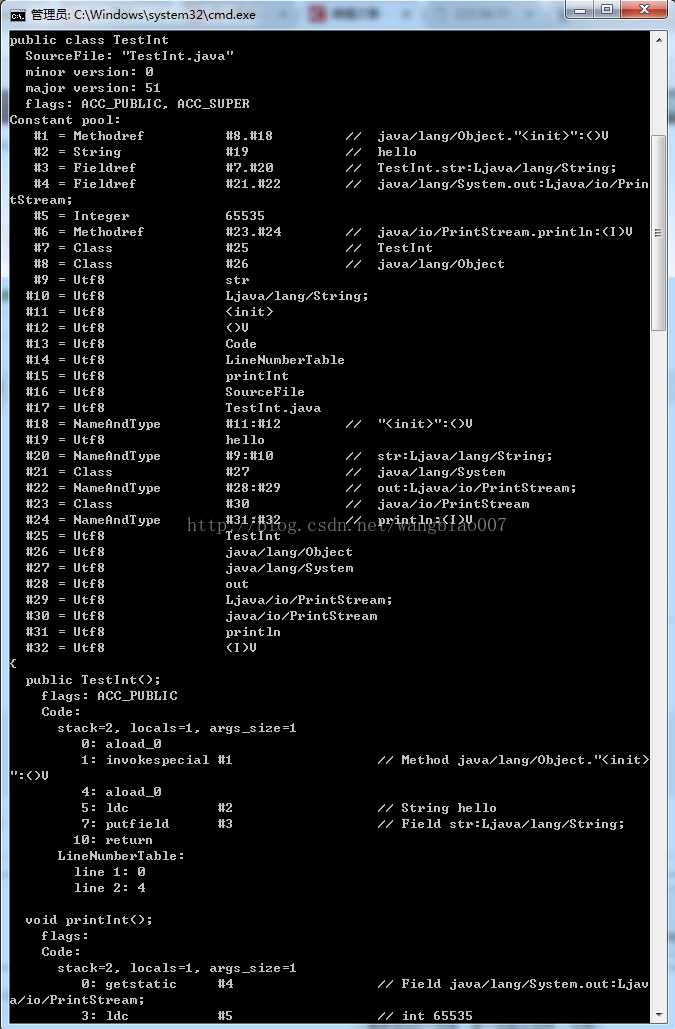 管理员: C:\Windows\system32\cmd.exe
public class TestInt
  SourceFile: "TestInt.java"
  minor version: 0
  major version: 51
  flags: ACC_PUBLIC, ACC_SUPER
Constant pool:
   #1 = Methodref          #8.#18         //  java/lang/Object."<init>":()V
   #2 = String             #19            //  hello
   #3 = Fieldref           #7.#20         //  TestInt.str:Ljava/lang/String;
   #4 = Fieldref           #21.#22        //  java/lang/System.out:Ljava/io/Prin
tStream;
   #5 = Integer            65535
   #6 = Methodref          #23.#24        //  java/io/PrintStream.println:(I)V
   #7 = Class              #25            //  TestInt
   #8 = Class              #26            //  java/lang/Object
   #9 = Utf8               str
  #10 = Utf8               Ljava/lang/String;
  #11 = Utf8               <init>
  #12 = Utf8               ()V
  #13 = Utf8               Code
  #14 = Utf8               LineNumberTable
  #15 = Utf8               printInt
  #16 = Utf8               SourceFile
  #17 = Utf8               TestInt.java
  #18 = NameAndType        #11:#12        //  "<init>":()V
  #19 = Utf8               hello
  #20 = NameAndType        #9:#10         //  str:Ljava/lang/String;
  #21 = Class              #27            //  java/lang/System
  #22 = NameAndType        #28:#29        //  out:Ljava/io/PrintStream;
  #23 = Class              #30            //  java/io/PrintStream
  #24 = NameAndType        #31:#32        //  println:(I)V
http://blog.csdn.net/wangbiao007
  #25 = Utf8               TestInt
  #26 = Utf8               java/lang/Object
  #27 = Utf8               java/lang/System
  #28 = Utf8               out
  #29 = Utf8               Ljava/io/PrintStream;
  #30 = Utf8               java/io/PrintStream
  #31 = Utf8               println
  #32 = Utf8               (I)V
{
  public TestInt();
    flags: ACC_PUBLIC
    Code:
      stack=2, locals=1, args_size=1
         0: aload_0
         1: invokespecial #1                  // Method java/lang/Object."<init>
":()V
         4: aload_0
         5: ldc           #2                  // String hello
         7: putfield      #3                  // Field str:Ljava/lang/String;
        10: return
      LineNumberTable:
        line 1: 0
        line 2: 4
  void printInt();
    flags:
    Code:
      stack=2, locals=1, args_size=1
         0: getstatic     #4                  // Field java/lang/System.out:Ljav
a/io/PrintStream;
         3: ldc           #5                  // int 65535